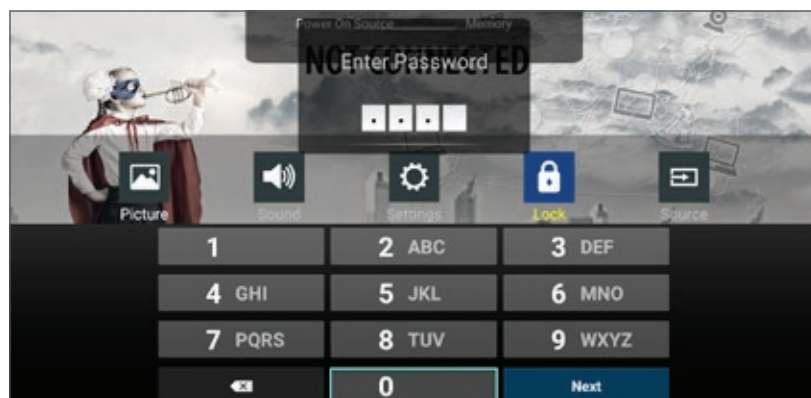 Power On Source Memory
NOT CONNECTED
Enter Password
Picture Sound Settings Lock Source
1 2 ABC 3 DEF
4 GHI 5 JKL 6 MNO
7 PQRS 8 TUV 9 WXYZ
0 Next